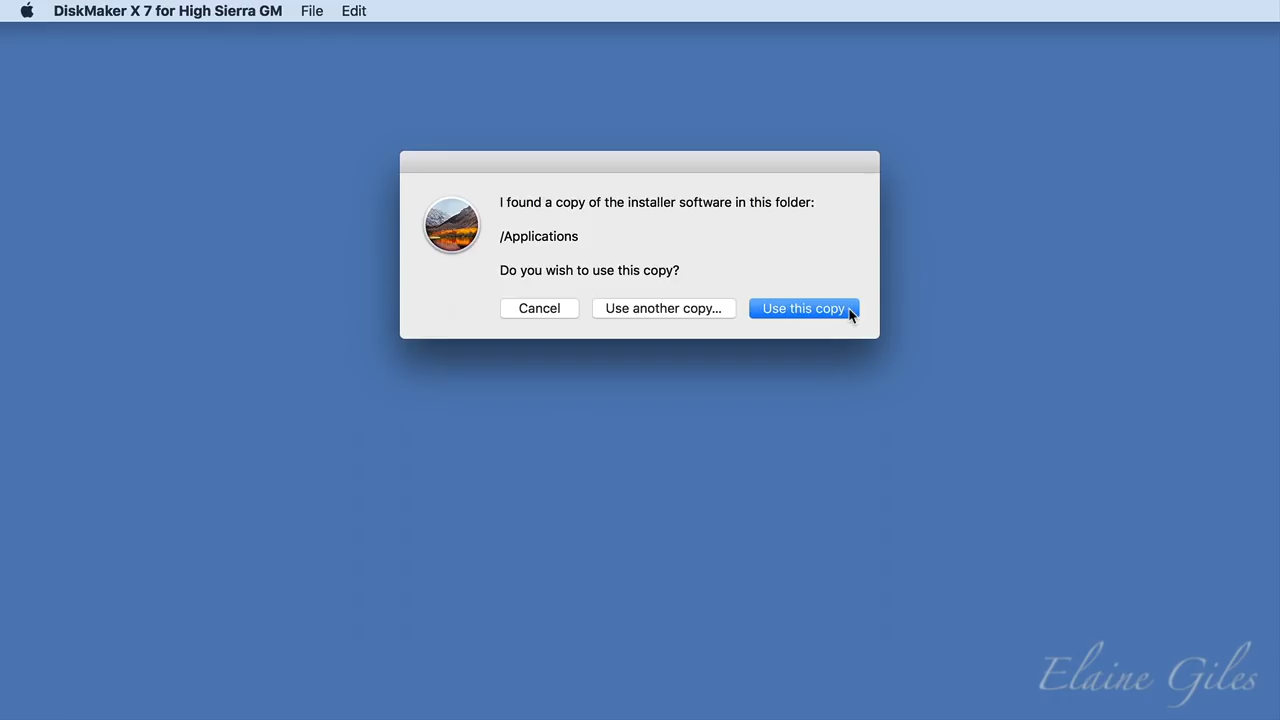 DiskMaker X 7 for High Sierra GM File Edit
I found a copy of the installer software in this folder:
/Applications
Do you wish to use this copy?
Cancel Use another copy... Use this copy
Elaine Giles